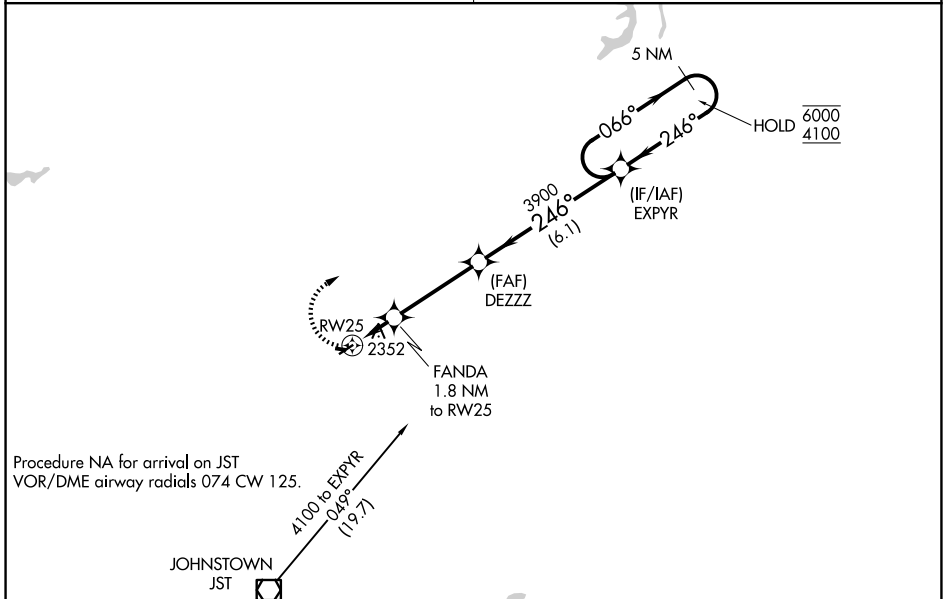 5 NM
066°
246°
HOLD 6000
4100
(IF/IAF)
EXPYR
3900
246°
(6.1)
(FAF)
DEZZZ
RW25
2352
FANDA
1.8 NM
to RW25
Procedure NA for arrival on JST
VOR/DME airway radials 074 CW 125.
4100 to EXPYR
049°
(19.7)
JOHNSTOWN
JST